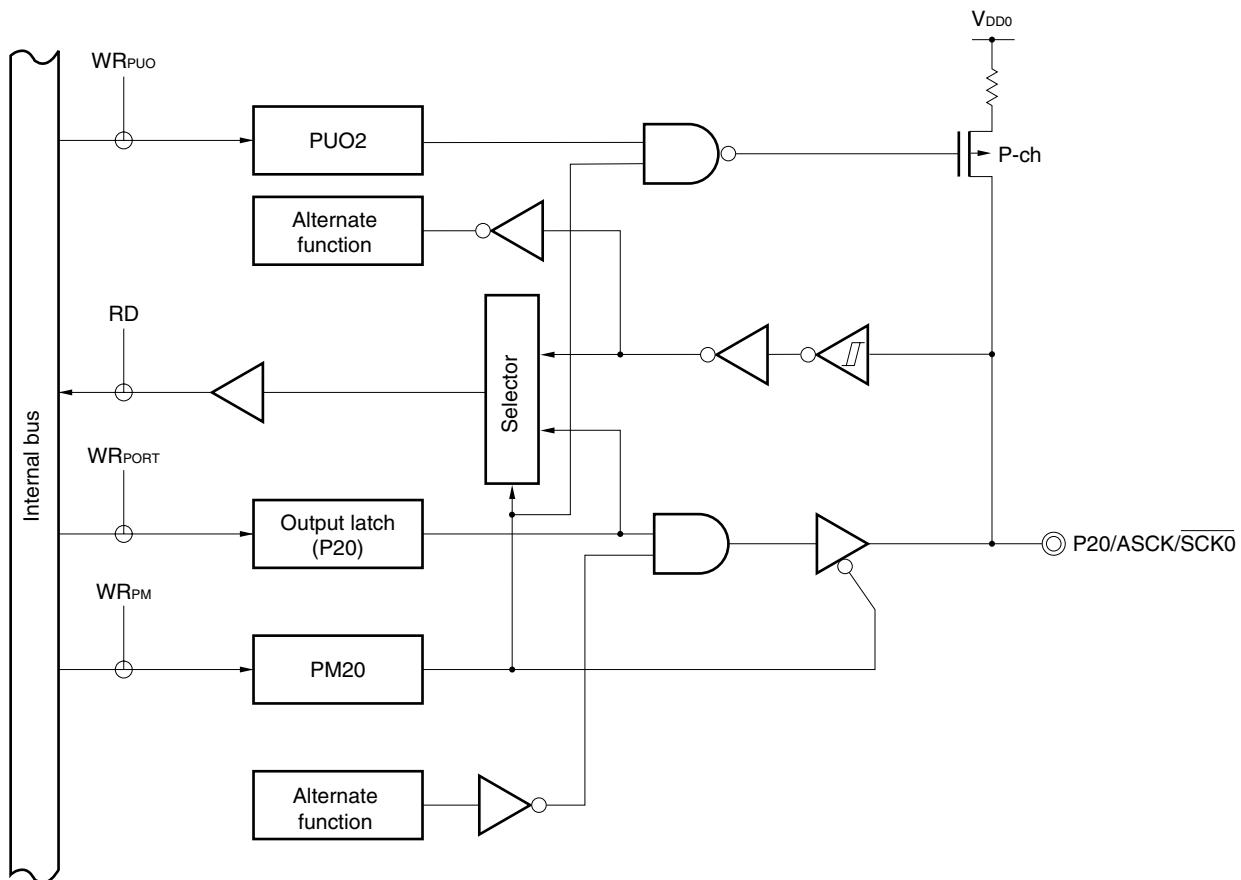 VDD0
WRPUO
PUO2
P-ch
Alternate
function
RD
Selector
Internal bus
WRPORT
Output latch
(P20)
P20/ASCK/S̅C̅K̅0̅
WRPM
PM20
Alternate
function